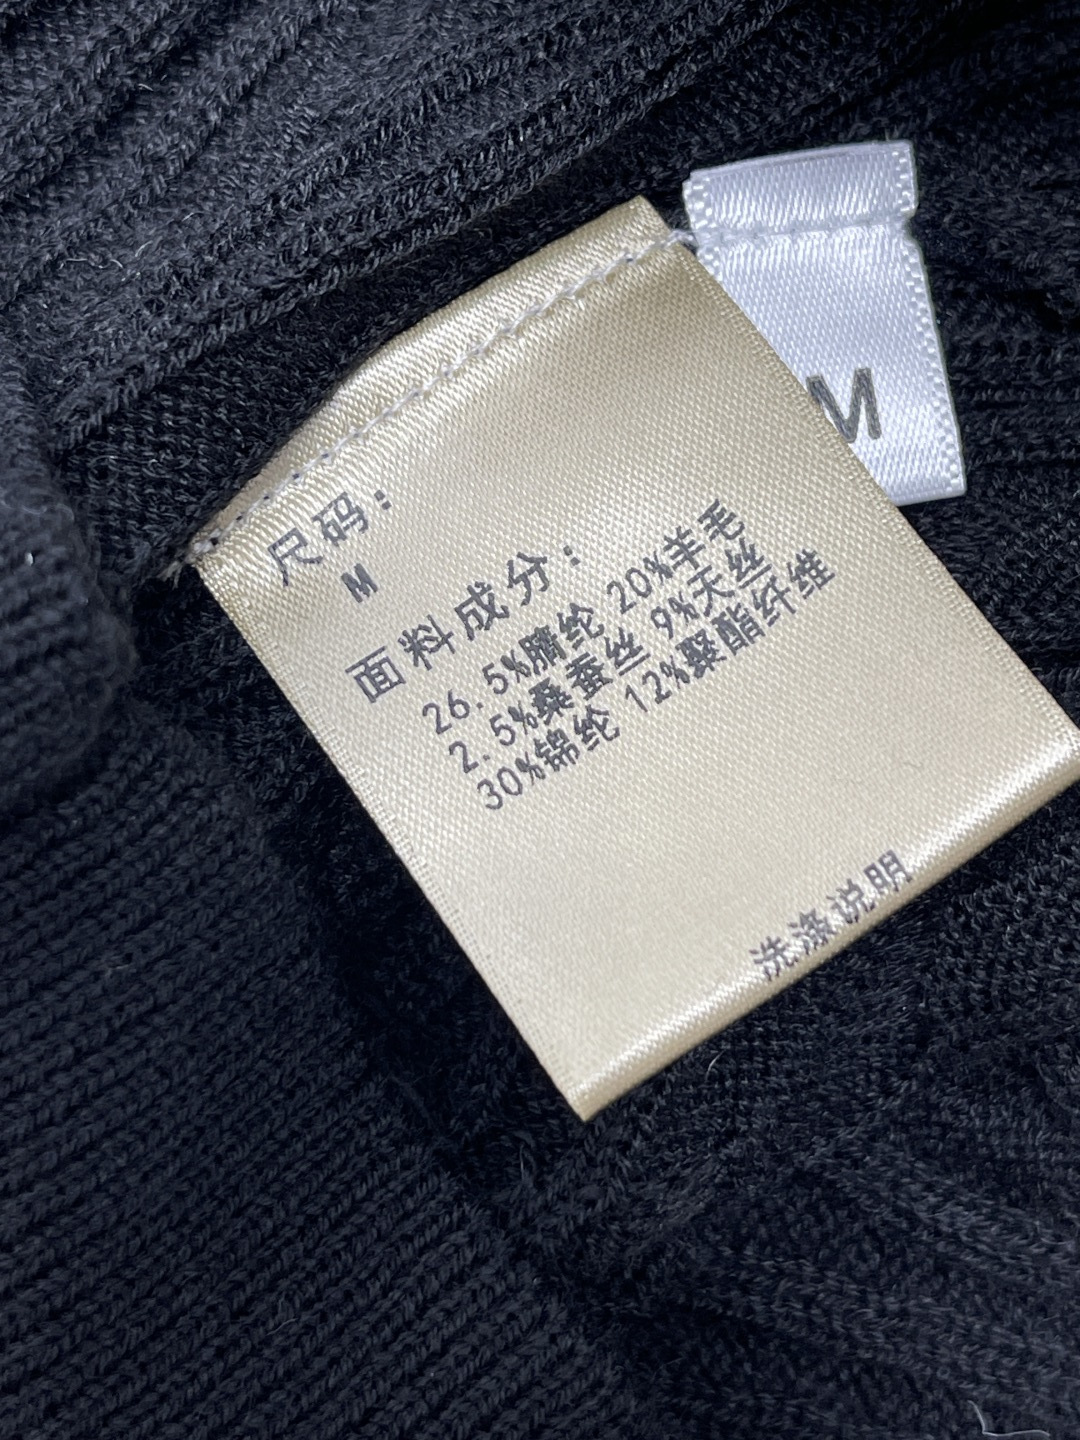 尺码：
M
面料成分：
26.5%腈纶 20%羊毛
2.5%桑蚕丝 9%天丝
30%锦纶 12%聚酯纤维
洗涤说明
M